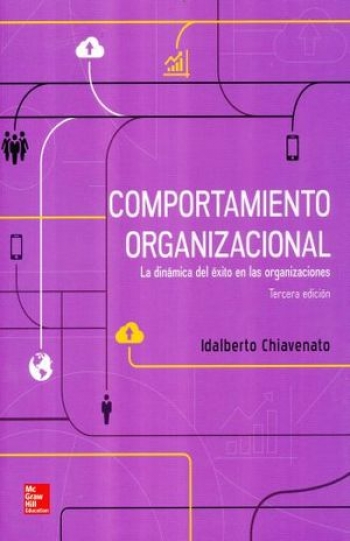 COMPORTAMIENTO
ORGANIZACIONAL
La dinámica del éxito en las organizaciones
Tercera edición
Idalberto Chiavenato
Mc
Graw
Hill
Education